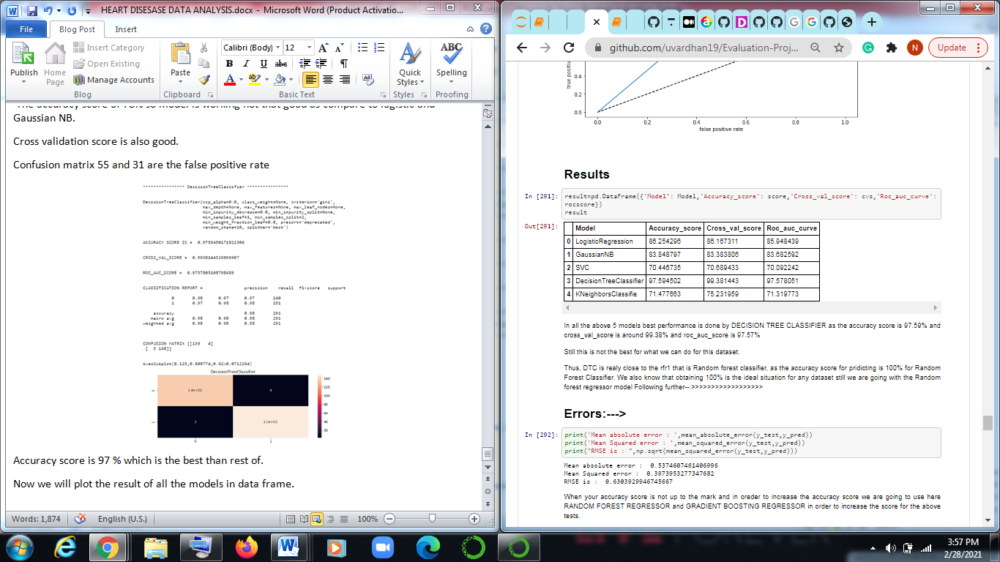 HEART DISESASE DATA ANALYSIS.docx - Microsoft Word (Product Activatio...
File
Blog Post
Insert
Publish
Home Page
Insert Category
Open Existing
Manage Accounts
Blog
Paste
Clipboard
Calibri (Body)
12
B I U abc
Basic Text
Quick Styles
Styles
ABC
Spelling
Proofing
Gaussian NB.
Cross validation score is also good.
Confusion matrix 55 and 31 are the false positive rate
**************** DecisionTreeClassifier ****************
DecisionTreeClassifier(ccp_alpha=0.0, class_weight=None, criterion='gini',
max_depth=None, max_features=None, max_leaf_nodes=None,
min_impurity_decrease=0.0, min_impurity_split=None,
min_samples_leaf=1, min_samples_split=2,
min_weight_fraction_leaf=0.0, presort='deprecated',
random_state=10, splitter='best')
ACCURACY SCORE IS = 0.9759450171821306
CROSS_VAL_SCORE = 0.9938144329896907
ROC_AUC_SCORE = 0.9757805108798486
CLASSIFICATION REPORT = precision recall f1-score support
0 0.98 0.97 0.97 140
1 0.97 0.98 0.98 151
accuracy 0.98 291
macro avg 0.98 0.98 0.98 291
weighted avg 0.98 0.98 0.98 291
CONFUSION MATRIX [[136 4]
[ 3 148]]
AxesSubplot(0.125,0.808774;0.62x0.0712264)
DecisionTreeClassifier
1.4e+02
4
3
1.5e+02
0
1
0
1
140
120
100
80
60
40
20
Accuracy score is 97 % which is the best than rest of.
Now we will plot the result of all the models in data frame.
Words: 1,874
English (U.S.)
100%
github.com/uvardhan19/Evaluation-Proj...
N
Update
true positiv
0.4
0.2
0.0
0.0 0.2 0.4 0.6 0.8 1.0
false positive rate
Results
In [291]: result=pd.DataFrame({'Model': Model,'Accuracy_score': score,'Cross_val_score': cvs,'Roc_auc_curve':
rocscore})
result
Out[291]:
Model Accuracy_score Cross_val_score Roc_auc_curve
0 LogisticRegression 86.254296 86.167311 85.948439
1 GaussianNB 83.848797 83.383806 83.682592
2 SVC 70.446735 70.689433 70.092242
3 DecisionTreeClassifier 97.594502 99.381443 97.578051
4 KNeighborsClassifie 71.477663 75.231959 71.319773
In all the above 5 models best performance is done by DECISION TREE CLASSIFIER as the accuracy score is 97.59% and
cross_val_score is around 99.38% and roc_auc_score is 97.57%
Still this is not the best for what we can do for this dataset.
Thus, DTC is realy close to the rfr1 that is Random forest classifier, as the accuracy score for pridicting is 100% for Random
Forest Classifier. We also know that obtaining 100% is the ideal situation for any dataset still we are going with the Random
forest regressor model Following further--:>>>>>>>>>>>>>>>>>>
Errors:--->
In [292]: print('Mean absolute error : ',mean_absolute_error(y_test,y_pred))
print('Mean Squared error : ',mean_squared_error(y_test,y_pred))
print("RMSE is : ",np.sqrt(mean_squared_error(y_test,y_pred)))
Mean absolute error : 0.5374607461406996
Mean Squared error : 0.3973953277347682
RMSE is : 0.6303929946745667
When your accuracy score is not up to the mark and in oreder to increase the accuracy score we are going to use here
RANDOM FOREST REGRESSOR and GRADIENT BOOSTING REGRESSOR in order to increase the score for the above
tests.
3:57 PM
2/28/2021